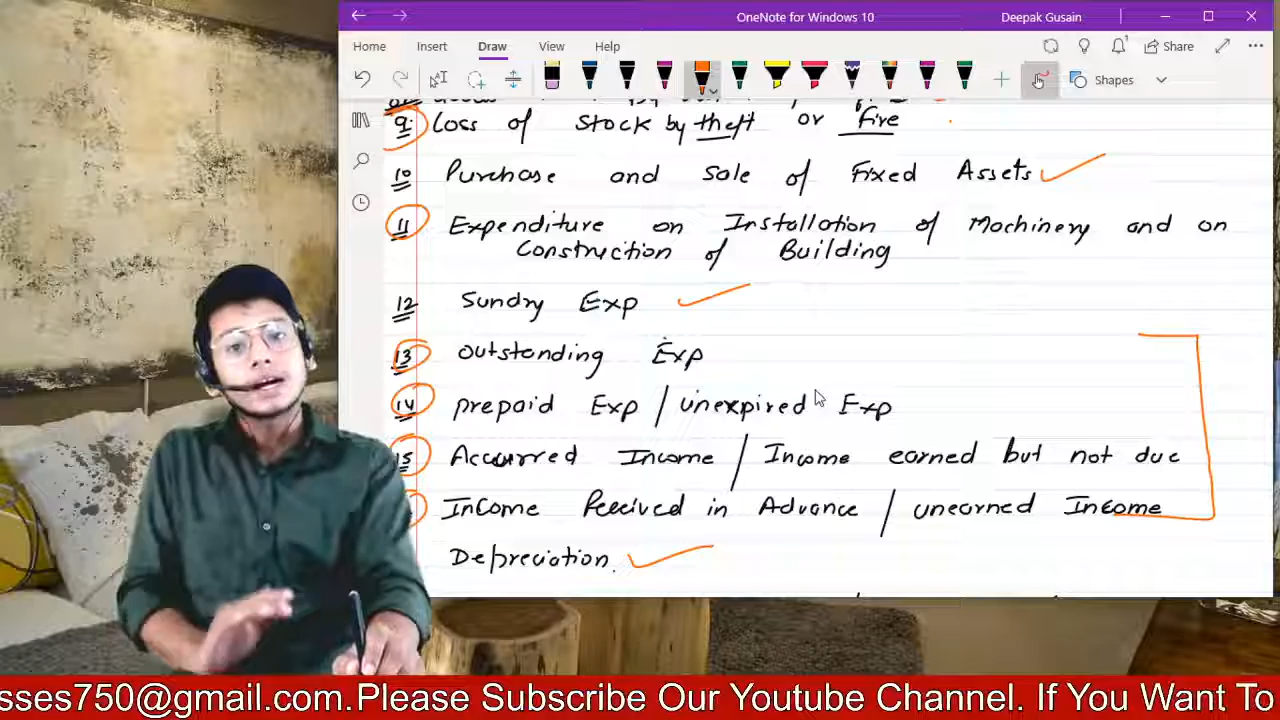 OneNote for Windows 10
Deepak Gusain
Home Insert Draw View Help
Share
Shapes
9. Loss of Stock by theft or Fire
10 Purchase and Sale of Fixed Assets
11 Expenditure on Installation of Machinery and on
Construction of Building
12 Sundry Exp
13 Outstanding Exp
14 prepaid Exp / unexpired Exp
15 Accurred Income / Income earned but not due
Income Received in Advance / unearned Income
Depreciation.
sses750@gmail.com.Please Subscribe Our Youtube Channel. If You Want To